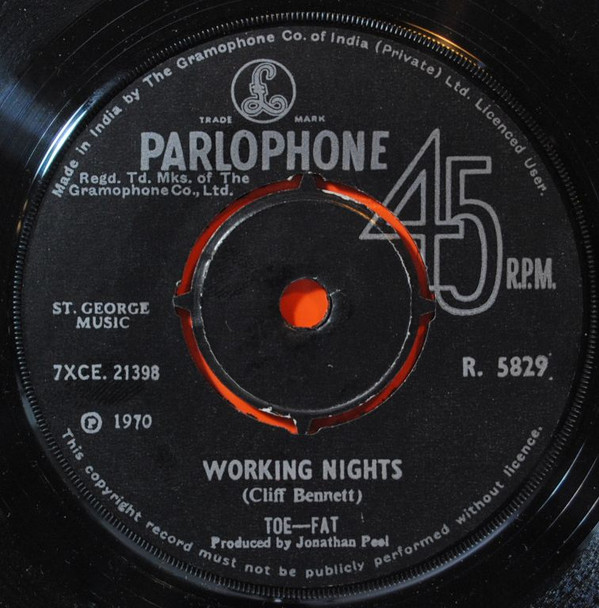 Made in India by The Gramophone Co. of India (Private) Ltd. Licenced User.
£
TRADE MARK
PARLOPHONE
Regd. Td. Mks. of The
Gramophone Co., Ltd.
45
R.P.M.
ST. GEORGE
MUSIC
7XCE. 21398
R. 5829
℗ 1970
WORKING NIGHTS
(Cliff Bennett)
TOE—FAT
Produced by Jonathan Peel
This copyright record must not be publicly performed without licence.